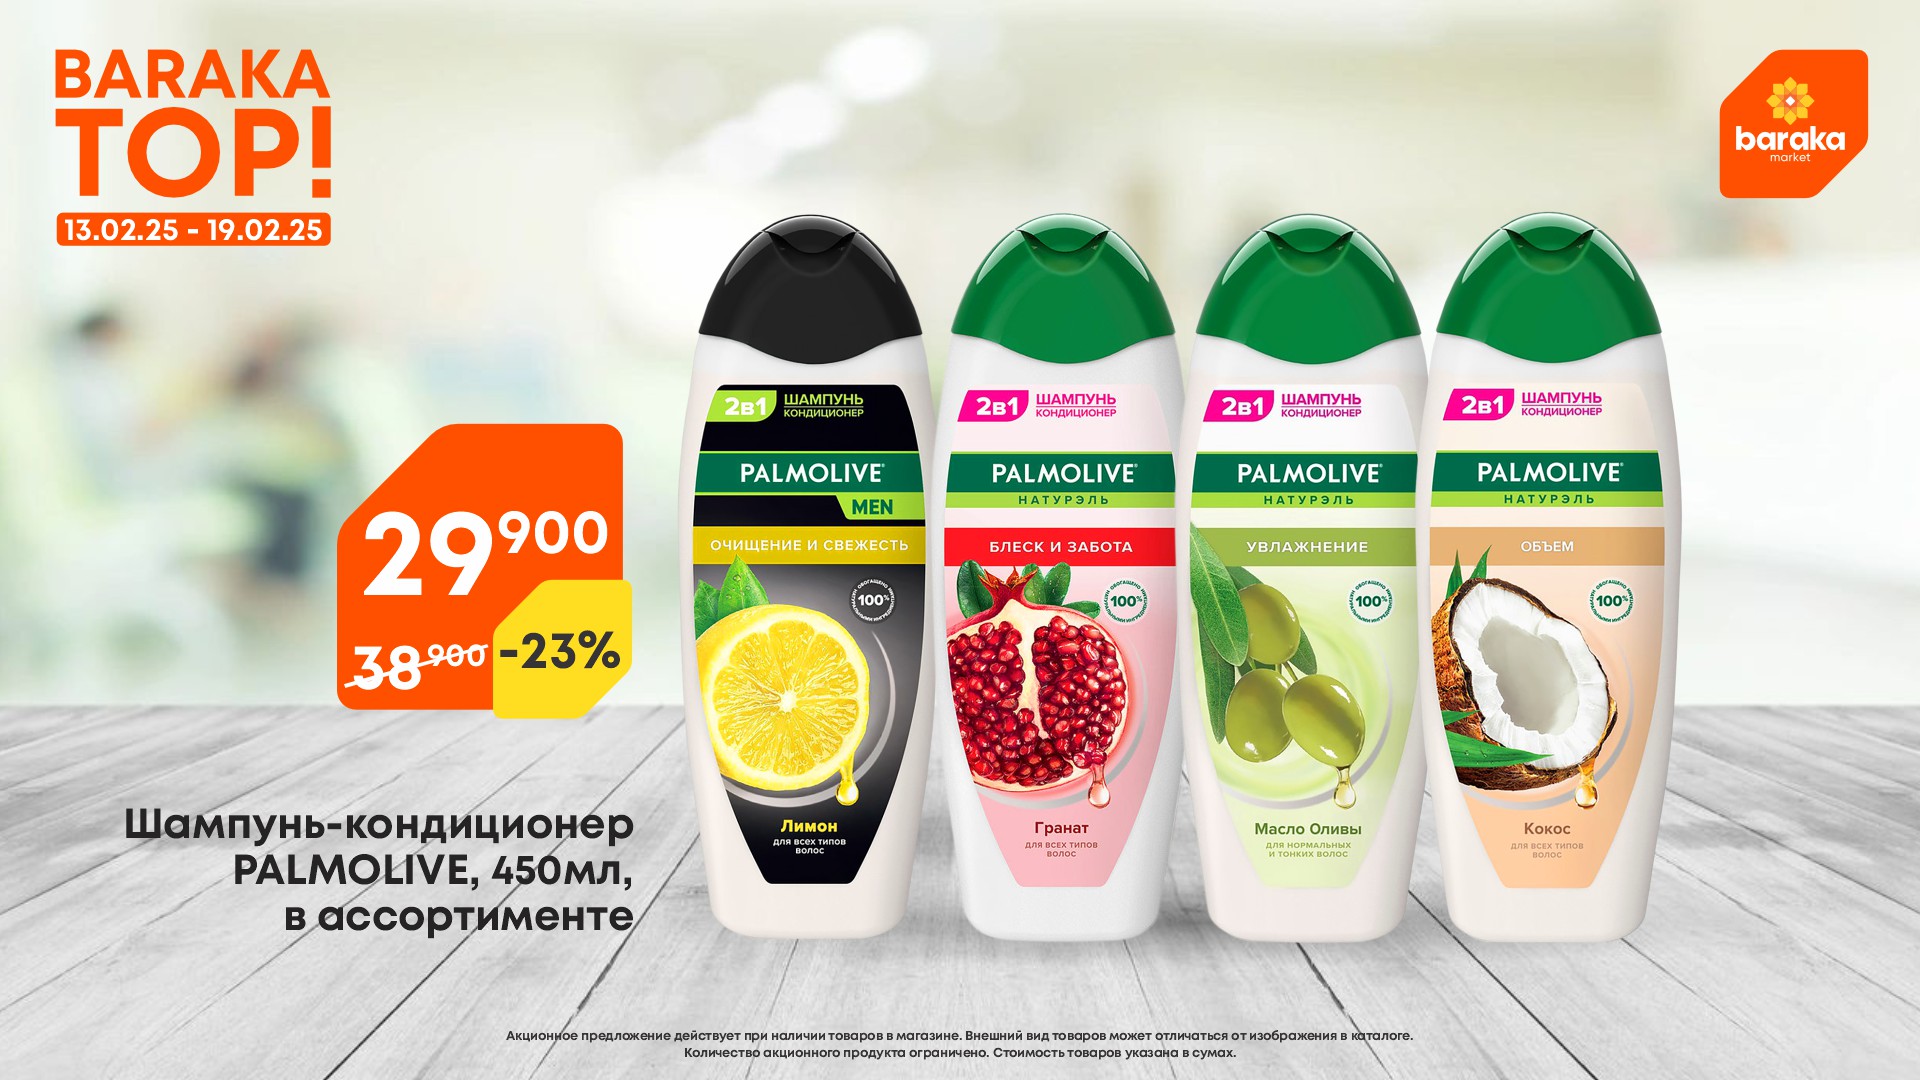 BARAKA
TOP!
13.02.25 - 19.02.25
baraka
market
29 900
38 900
-23%
Шампунь-кондиционер
PALMOLIVE, 450мл,
в ассортименте
2в1 ШАМПУНЬ
КОНДИЦИОНЕР
PALMOLIVE
MEN
ОЧИЩЕНИЕ И СВЕЖЕСТЬ
100%
Лимон
ДЛЯ ВСЕХ ТИПОВ
ВОЛОС
2в1 ШАМПУНЬ
КОНДИЦИОНЕР
PALMOLIVE
НАТУРЭЛЬ
БЛЕСК И ЗАБОТА
100%
Гранат
ДЛЯ ВСЕХ ТИПОВ
ВОЛОС
2в1 ШАМПУНЬ
КОНДИЦИОНЕР
PALMOLIVE
НАТУРЭЛЬ
УВЛАЖНЕНИЕ
100%
Масло Оливы
ДЛЯ НОРМАЛЬНЫХ
И ТОНКИХ ВОЛОС
2в1 ШАМПУНЬ
КОНДИЦИОНЕР
PALMOLIVE
НАТУРЭЛЬ
ОБЪЕМ
100%
Кокос
ДЛЯ ВСЕХ ТИПОВ
ВОЛОС
Акционное предложение действует при наличии товаров в магазине. Внешний вид товаров может отличаться от изображения в каталоге.
Количество акционного продукта ограничено. Стоимость товаров указана в сумах.